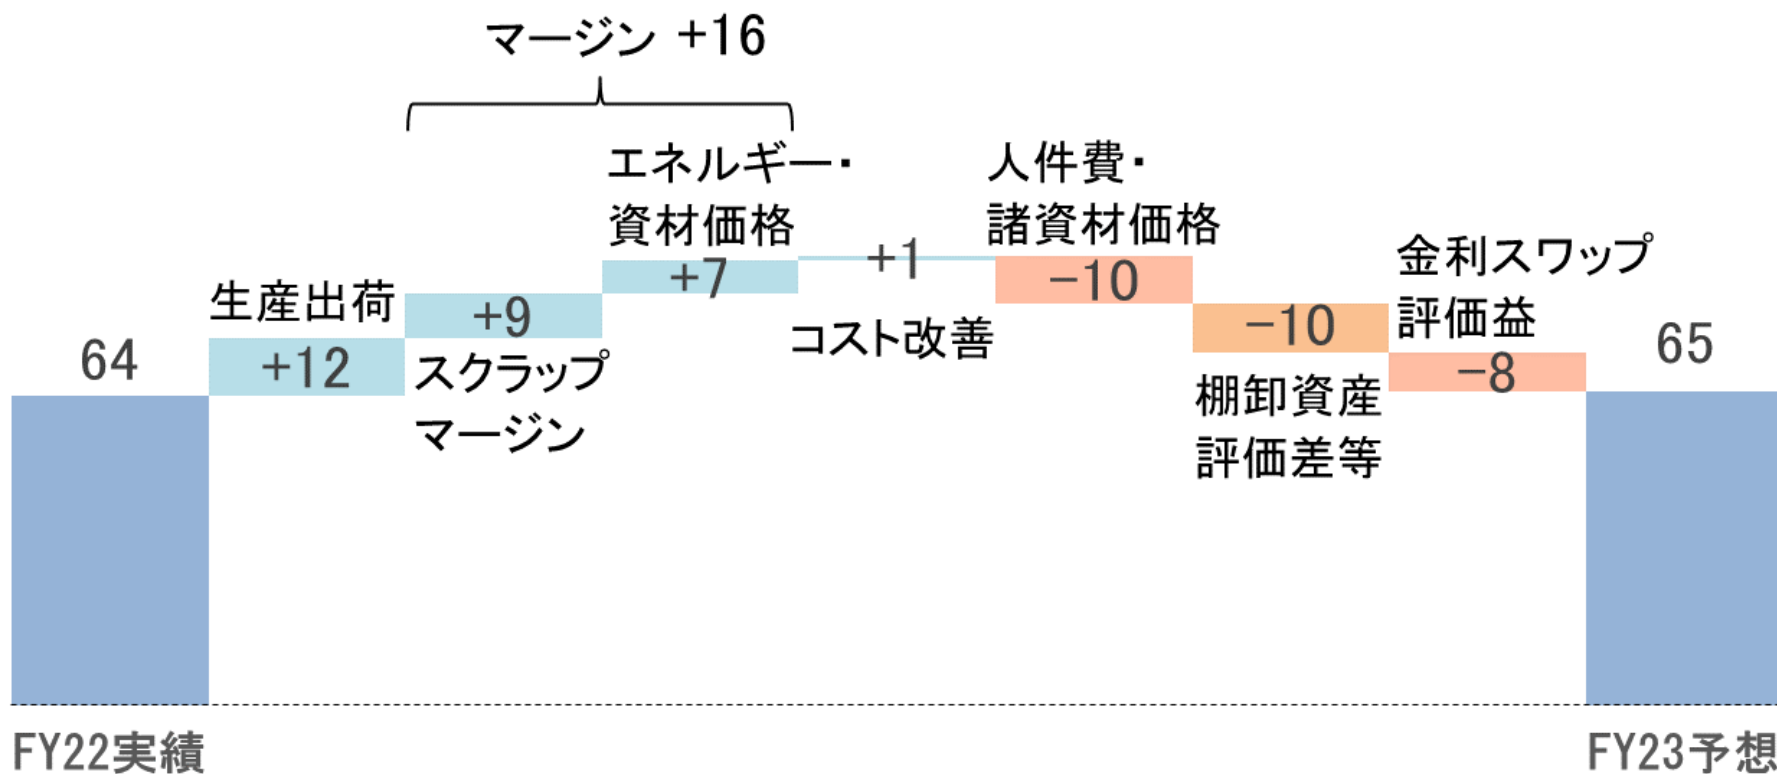 マージン +16
エネルギー・
資材価格
人件費・
諸資材価格
+1
金利スワップ
評価益
生産出荷
+9
+7
-10
コスト改善
-10
64
+12
スクラップ
マージン
棚卸資産
評価差等
-8
65
FY22実績
FY23予想